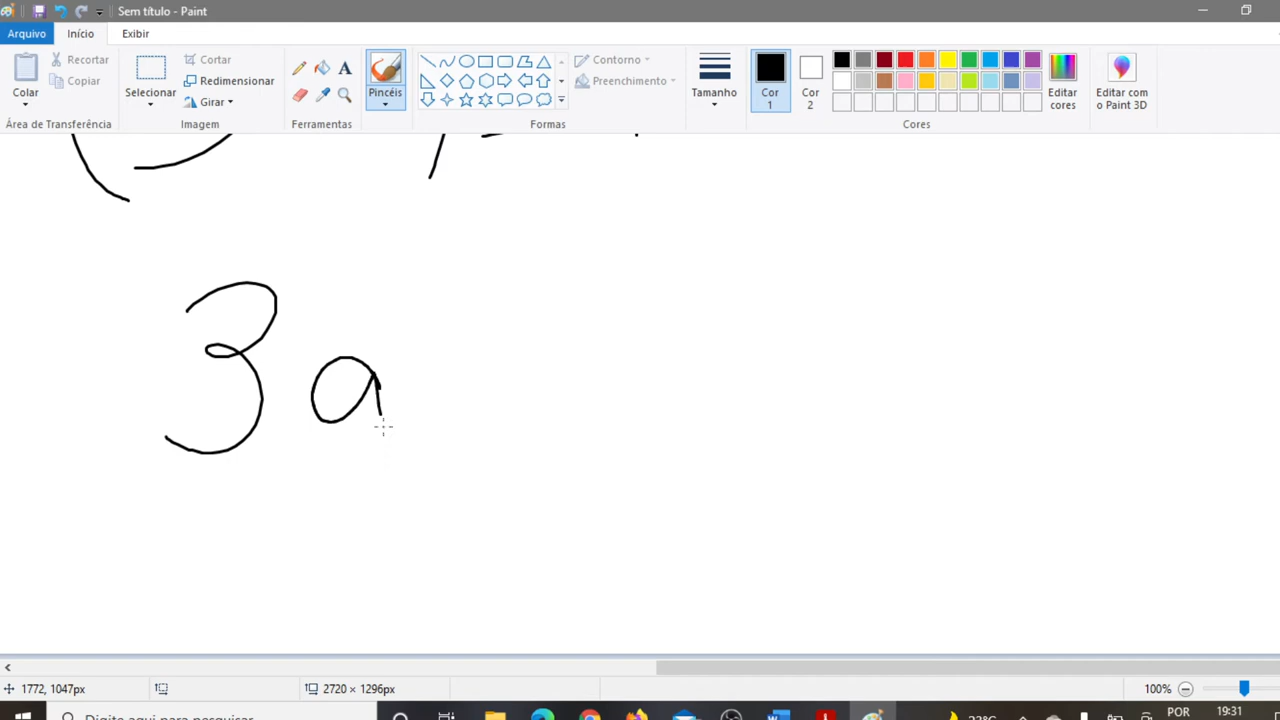 Sem título - Paint
Arquivo Início Exibir
Colar
Recortar
Copiar
Área de Transferência
Selecionar
Cortar
Redimensionar
Girar
Imagem
A
Ferramentas
Pincéis
Contorno
Preenchimento
Formas
Tamanho
Cor 1
Cor 2
Editar cores
Editar com o Paint 3D
Cores
3 a
1772, 1047px 2720 × 1296px 100%
Digite aqui para pesquisar POR 19:31